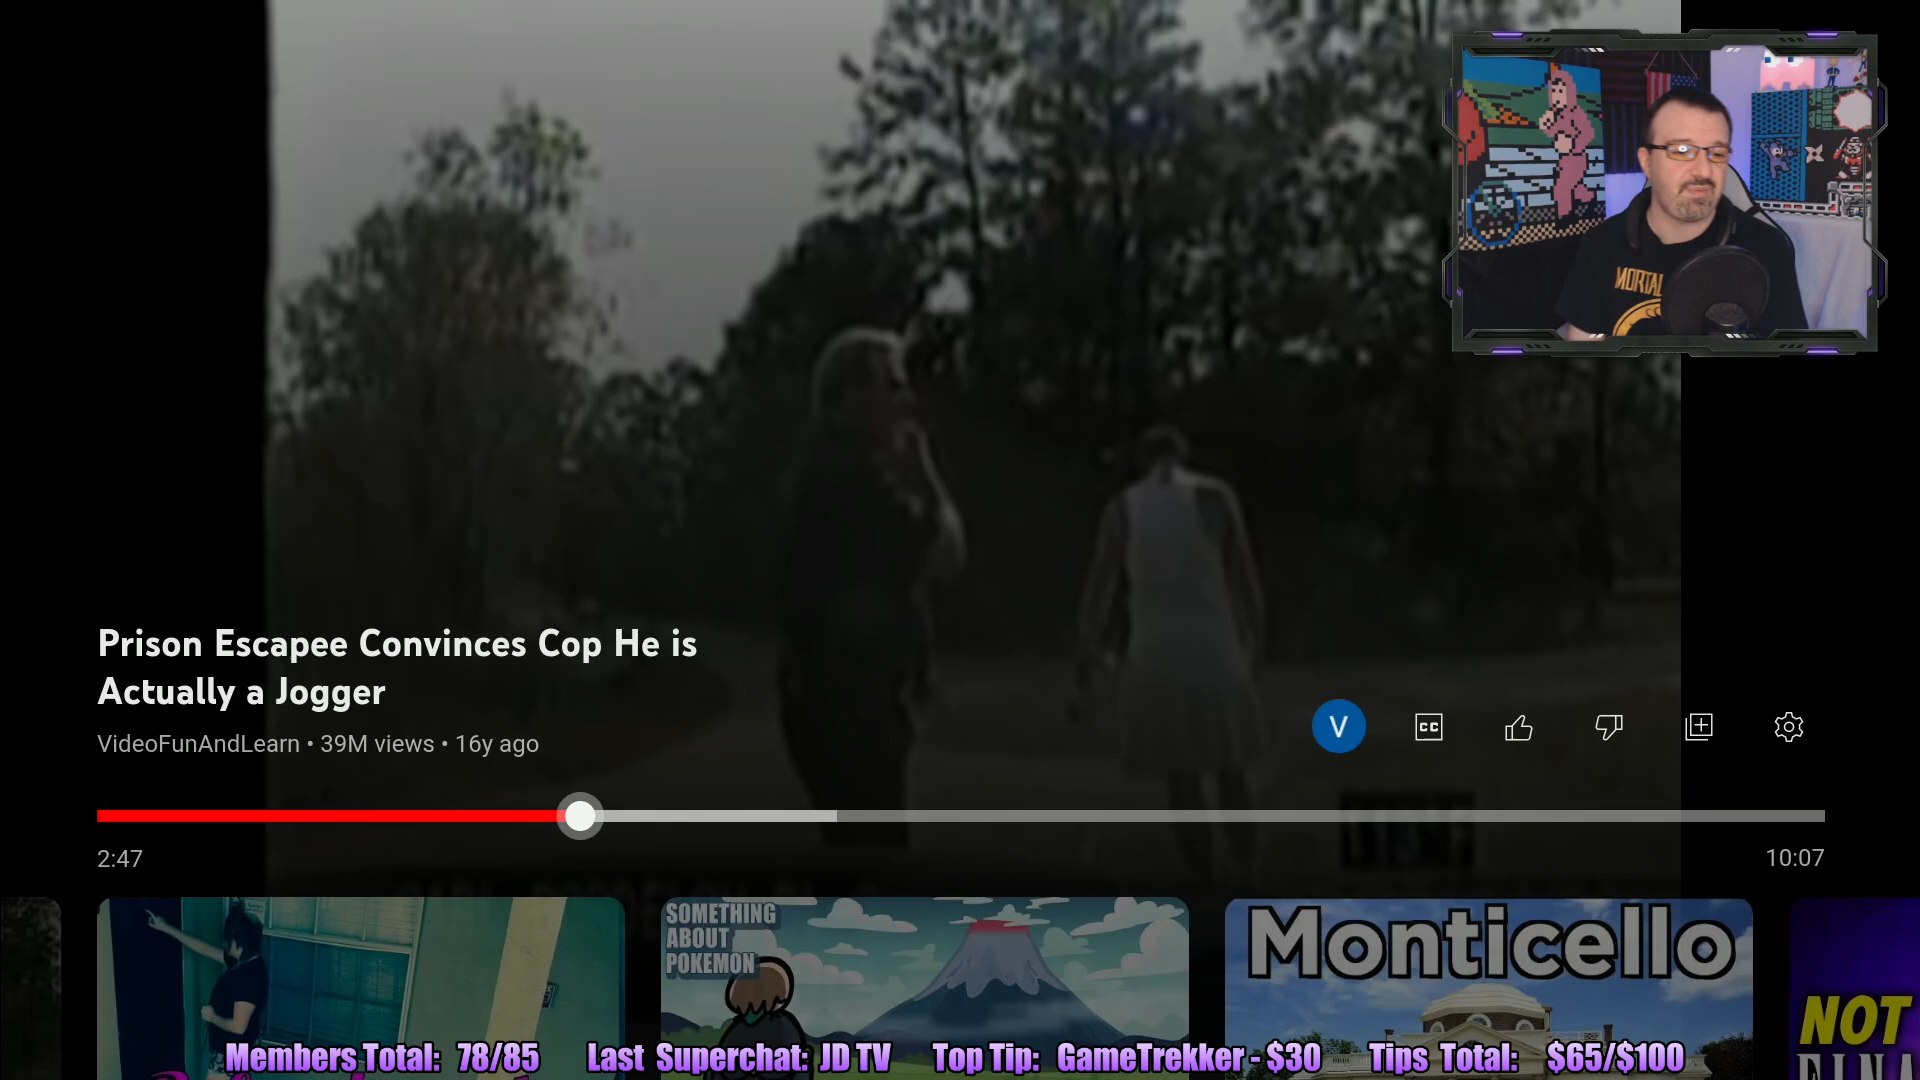 MORTAL
Prison Escapee Convinces Cop He is
Actually a Jogger
VideoFunAndLearn • 39M views • 16y ago
V
CC
2:47
10:07
SOMETHING
ABOUT
POKEMON
Monticello
NOT
Members Total: 78/85 Last Superchat: JD TV Top Tip: GameTrekker - $30 Tips Total: $65/$100